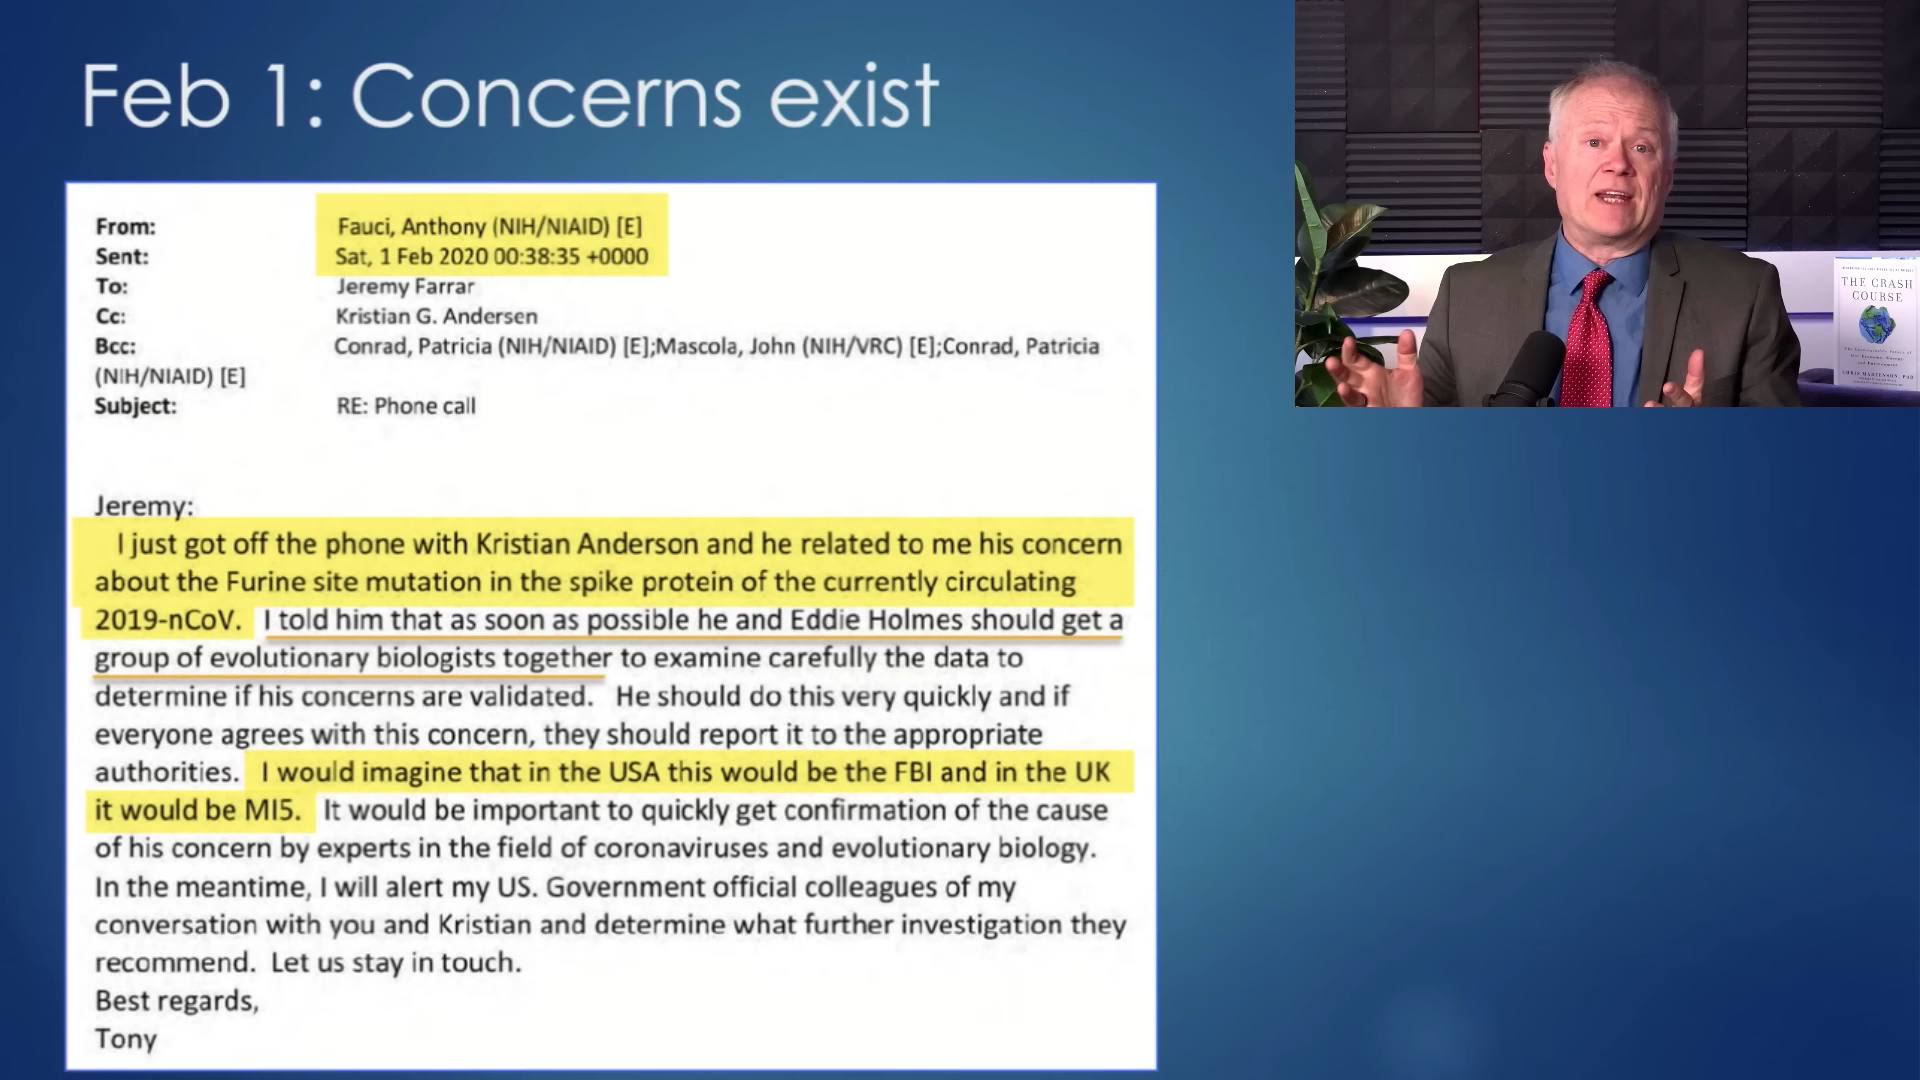 Feb 1: Concerns exist
From: Fauci, Anthony (NIH/NIAID) [E]
Sent: Sat, 1 Feb 2020 00:38:35 +0000
To: Jeremy Farrar
Cc: Kristian G. Andersen
Bcc: Conrad, Patricia (NIH/NIAID) [E];Mascola, John (NIH/VRC) [E];Conrad, Patricia
(NIH/NIAID) [E]
Subject: RE: Phone call
Jeremy:
I just got off the phone with Kristian Anderson and he related to me his concern
about the Furine site mutation in the spike protein of the currently circulating
2019-nCoV. I told him that as soon as possible he and Eddie Holmes should get a
group of evolutionary biologists together to examine carefully the data to
determine if his concerns are validated. He should do this very quickly and if
everyone agrees with this concern, they should report it to the appropriate
authorities. I would imagine that in the USA this would be the FBI and in the UK
it would be MI5. It would be important to quickly get confirmation of the cause
of his concern by experts in the field of coronaviruses and evolutionary biology.
In the meantime, I will alert my US. Government official colleagues of my
conversation with you and Kristian and determine what further investigation they
recommend. Let us stay in touch.
Best regards,
Tony
THE CRASH
COURSE
CHRIS MARTENSON, PHD